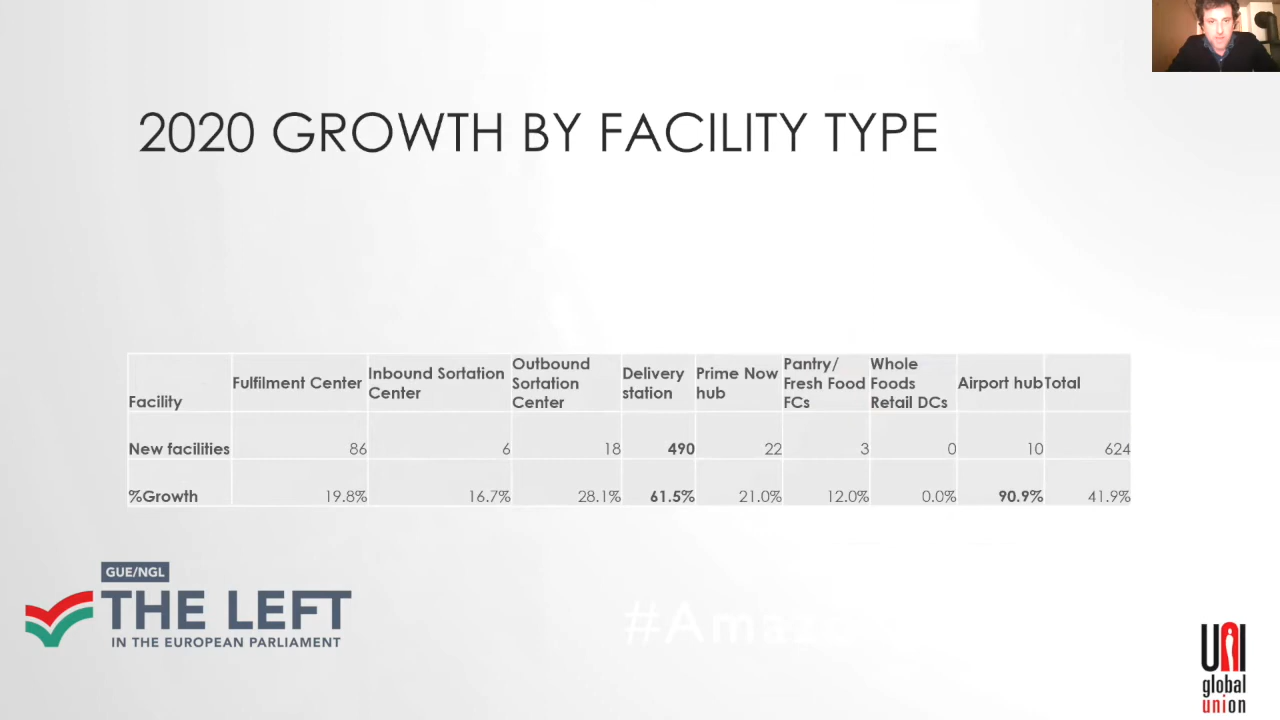 2020 GROWTH BY FACILITY TYPE
Facility Fulfilment Center Inbound Sortation Center Outbound Sortation Center Delivery station Prime Now hub Pantry/ Fresh Food FCs Whole Foods Retail DCs Airport hub Total
New facilities 86 6 18 490 22 3 0 10 624
%Growth 19.8% 16.7% 28.1% 61.5% 21.0% 12.0% 0.0% 90.9% 41.9%
GUE/NGL
THE LEFT
IN THE EUROPEAN PARLIAMENT
UNI
global
union